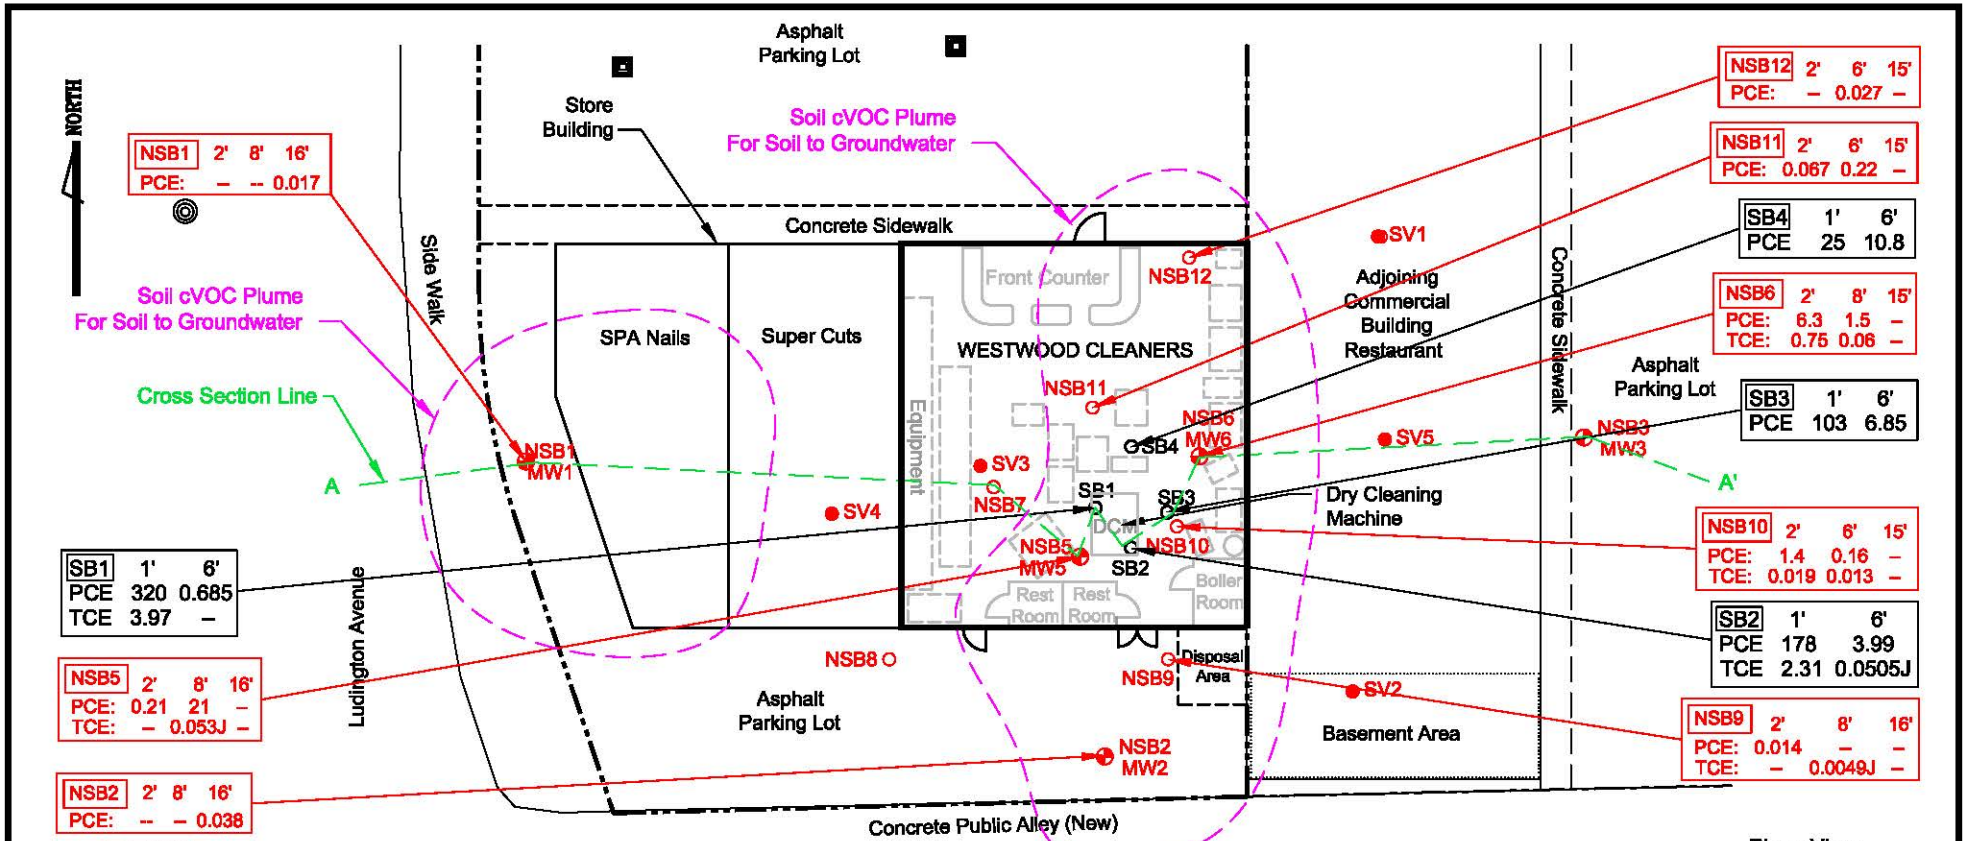 Asphalt
Parking Lot
NORTH
Store
Building
Soil cVOC Plume
For Soil to Groundwater
NSB12 2' 6' 15'
PCE: – 0.027 –
NSB1 2' 8' 16'
PCE: – -- 0.017
NSB11 2' 6' 15'
PCE: 0.067 0.22 –
SB4 1' 6'
PCE 25 10.8
Concrete Sidewalk
Side Walk
SV1
Concrete Sidewalk
Front Counter
NSB12
Adjoining
Commercial
Building
Restaurant
NSB6 2' 8' 15'
PCE: 6.3 1.5 –
TCE: 0.75 0.06 –
Soil cVOC Plume
For Soil to Groundwater
SPA Nails
Super Cuts
WESTWOOD CLEANERS
Asphalt
Parking Lot
Cross Section Line
NSB11
SB3 1' 6'
PCE 103 6.85
Equipment
NSB6
MW6
SB4
SV5
NSB3
MW3
NSB1
MW1
A
SV3
NSB7
SB1
SB3
A'
SV4
DCM
Dry Cleaning
Machine
NSB10 2' 6' 15'
PCE: 1.4 0.16 –
TCE: 0.019 0.013 –
NSB5
MW5
SB2
NSB10
SB1 1' 6'
PCE 320 0.685
TCE 3.97 –
Ludington Avenue
Rest
Room
Rest
Room
Boiler
Room
SB2 1' 6'
PCE 178 3.99
TCE 2.31 0.0505J
NSB5 2' 8' 16'
PCE: 0.21 21 –
TCE: – 0.053J –
NSB8
NSB9
Disposal
Area
SV2
Asphalt
Parking Lot
Basement Area
NSB9 2' 8' 16'
PCE: 0.014 – –
TCE: – 0.0049J –
NSB2
MW2
NSB2 2' 8' 16'
PCE: -- – 0.038
Concrete Public Alley (New)